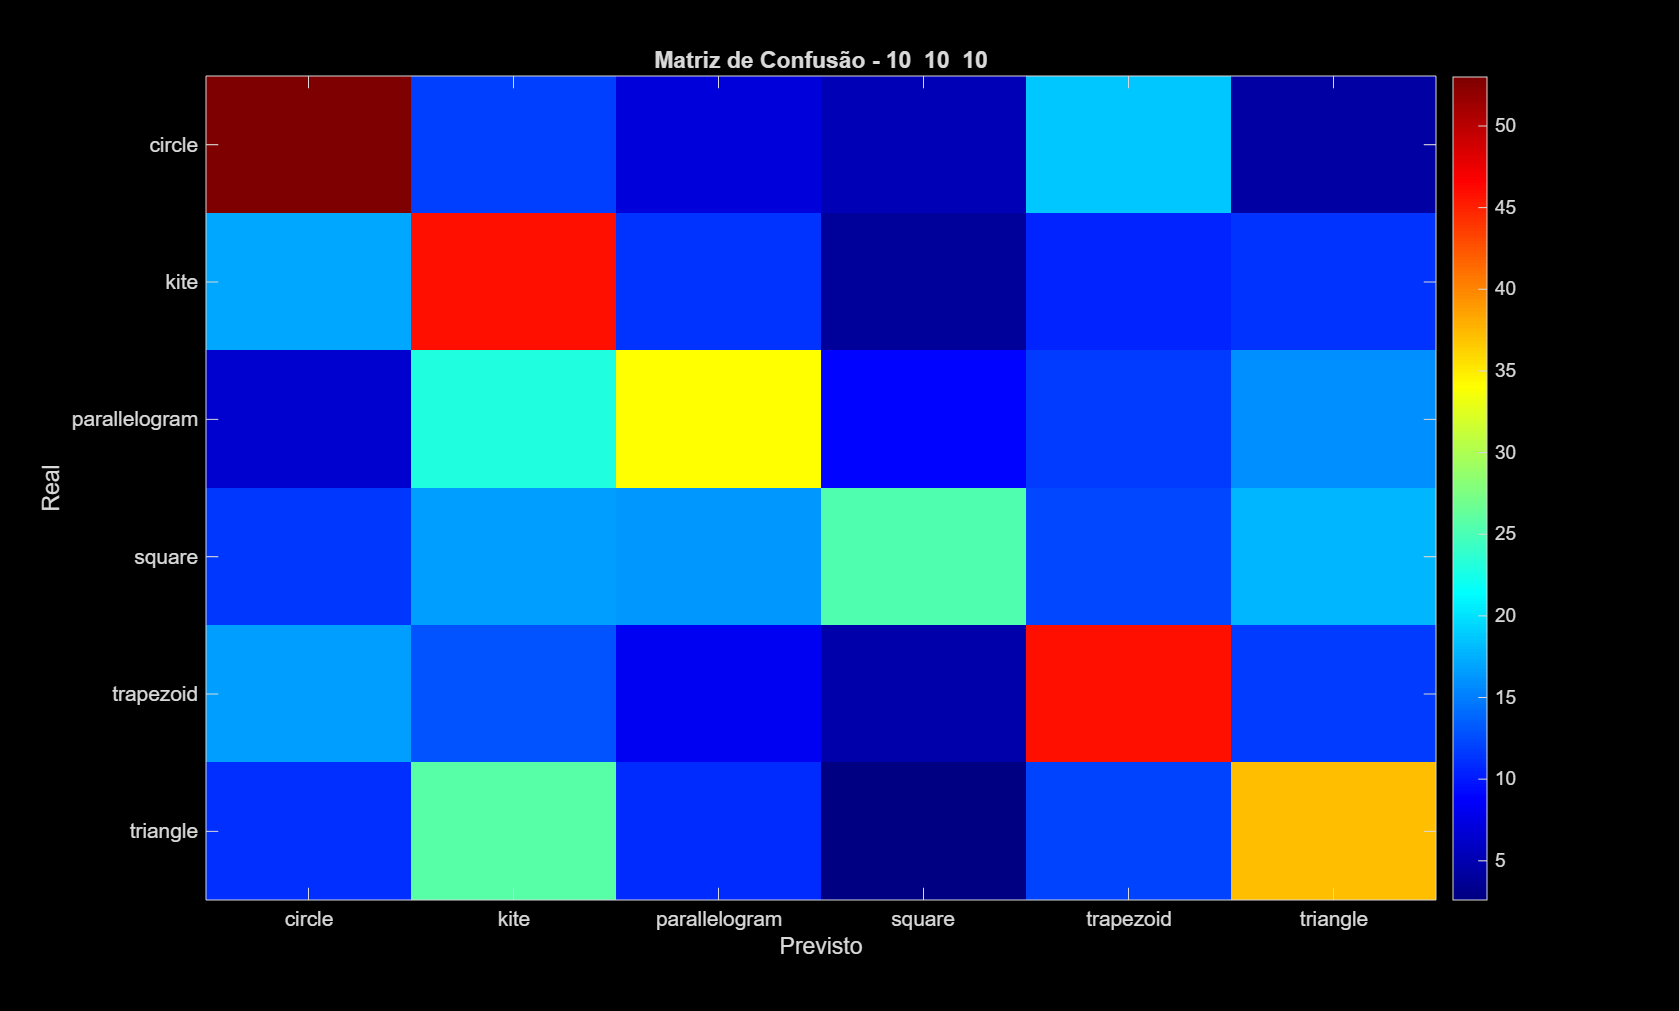 Matriz de Confusão - 10  10  10
circle
kite
parallelogram
square
trapezoid
triangle
Real
circle kite parallelogram square trapezoid triangle
Previsto
50
45
40
35
30
25
20
15
10
5